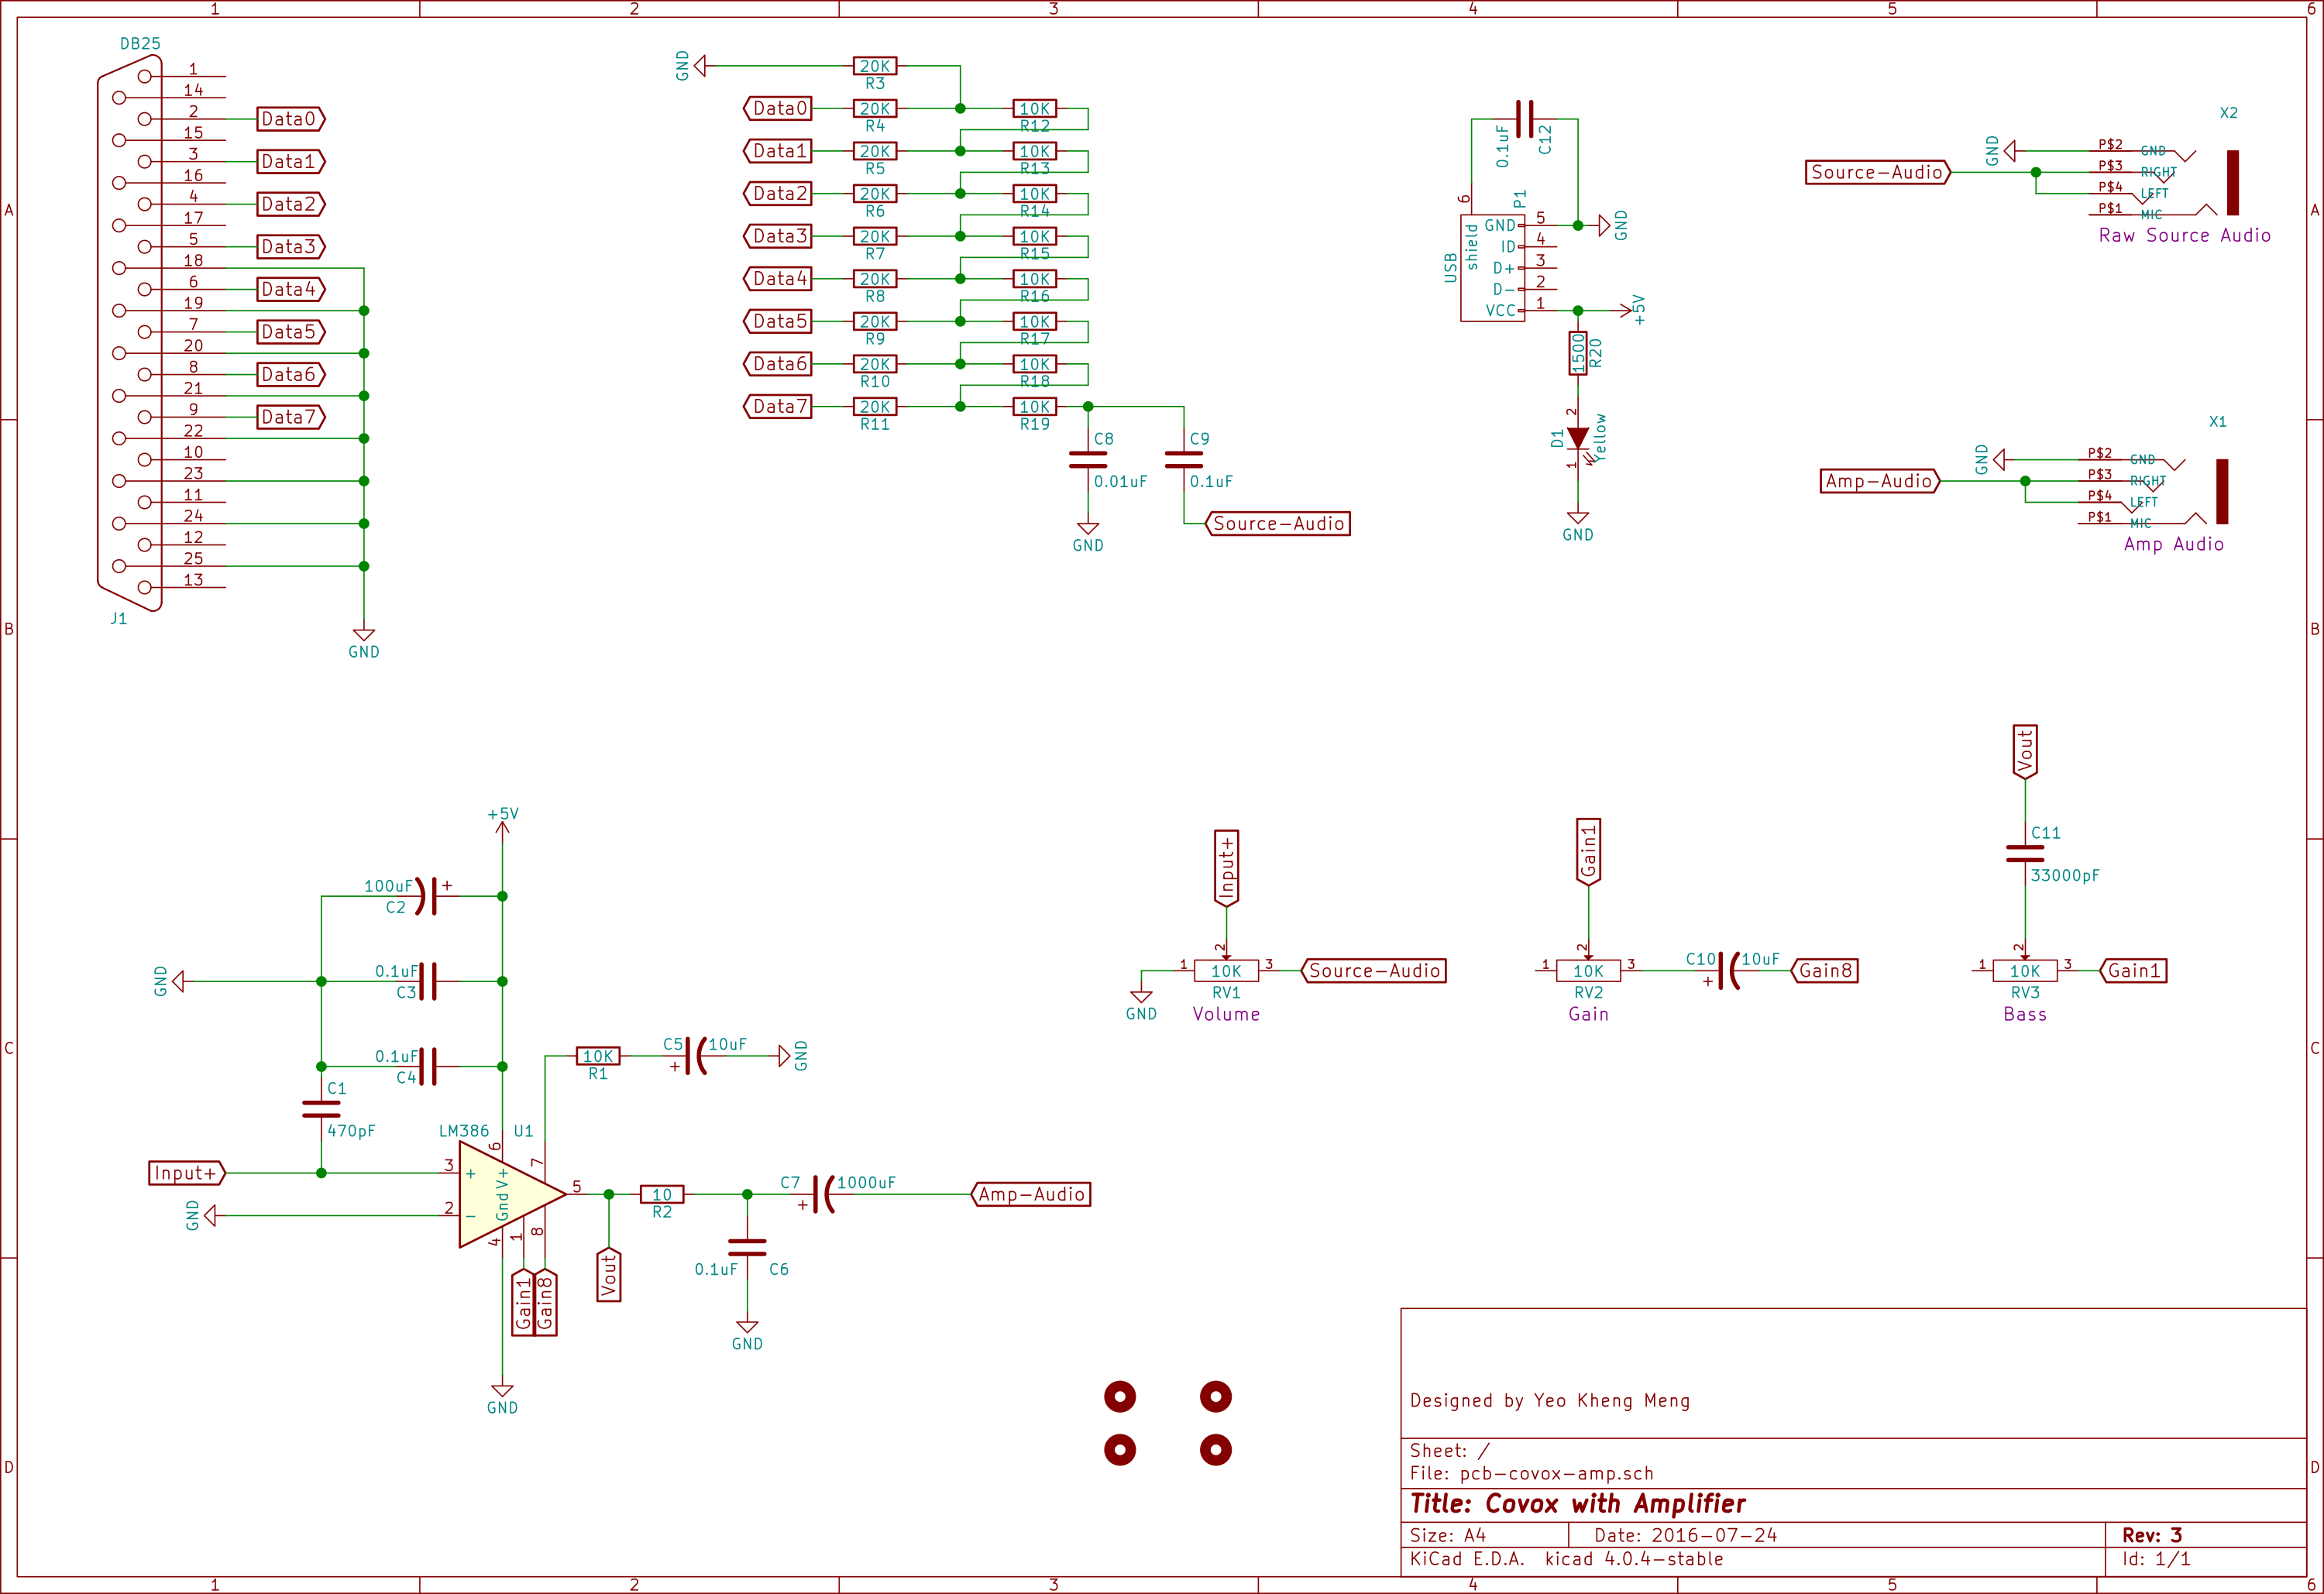 1 2 3 4 5 6
A
B
C
D
A
B
C
D
1 2 3 4 5 6
DB25
1
14
2 Data0
15
3 Data1
16
4 Data2
17
5 Data3
18
6 Data4
19
7 Data5
20
8 Data6
21
9 Data7
22
10
23
11
24
12
25
13
J1
GND
GND 20K
R3
Data0 20K 10K
R4 R12
Data1 20K 10K
R5 R13
Data2 20K 10K
R6 R14
Data3 20K 10K
R7 R15
Data4 20K 10K
R8 R16
Data5 20K 10K
R9 R17
Data6 20K 10K
R10 R18
Data7 20K 10K
R11 R19
C8
0.01uF
GND
C9
0.1uF
Source-Audio
0.1uF C12
6 P1
USB
shield
GND 5 GND
ID 4
D+ 3
D- 2
VCC 1 +5V
1500 R20
2
D1 Yellow
1
GND
X2
GND P$2 GND
Source-Audio P$3 RIGHT
P$4 LEFT
P$1 MIC
Raw Source Audio
X1
GND P$2 GND
Amp-Audio P$3 RIGHT
P$4 LEFT
P$1 MIC
Amp Audio
+5V
100uF +
C2
GND 0.1uF
C3
0.1uF
C4
C1
470pF
10K
R1
C5 10uF
+
GND
LM386 U1
6
7
Input+ 3 +
V+
Gnd
GND 2 -
4
1
8
5
Gain1
Gain8
GND
Vout
10
R2
C7 1000uF
+
Amp-Audio
0.1uF C6
GND
Input+
2
1 10K 3 Source-Audio
RV1
GND
Volume
Gain1
2
1 10K 3
RV2
Gain
C10 10uF
+
Gain8
Vout
C11
33000pF
2
1 10K 3 Gain1
RV3
Bass
Designed by Yeo Kheng Meng
Sheet: /
File: pcb-covox-amp.sch
Title: Covox with Amplifier
Size: A4 Date: 2016-07-24 Rev: 3
KiCad E.D.A. kicad 4.0.4-stable Id: 1/1